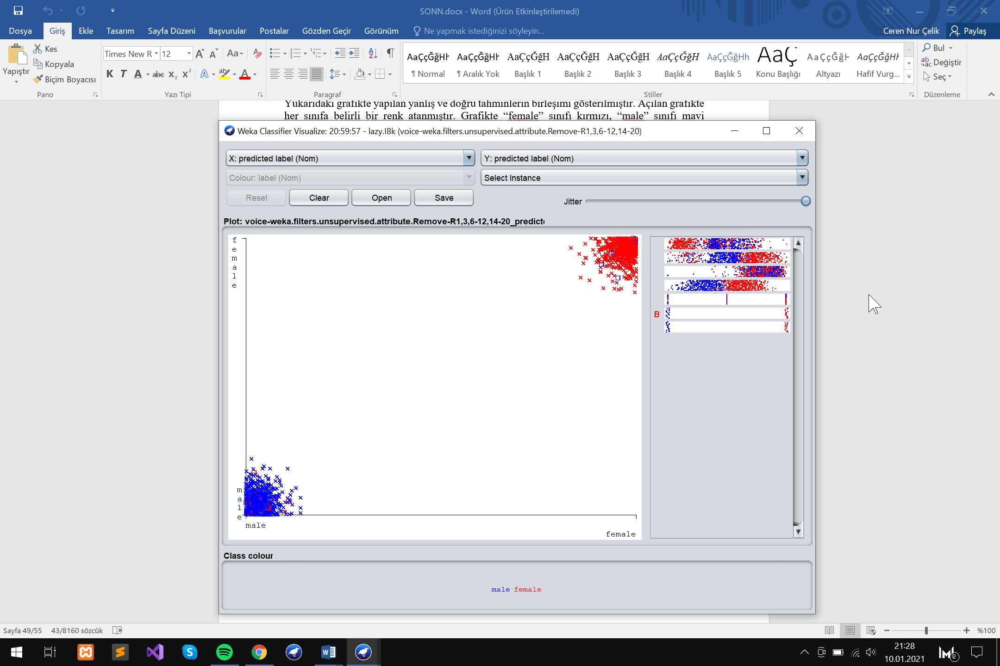 SONN.docx - Word (Ürün Etkinleştirilemedi)
Dosya Giriş Ekle Tasarım Sayfa Düzeni Başvurular Postalar Gözden Geçir Görünüm Ne yapmak istediğinizi söyleyin... Ceren Nur Çelik Paylaş
Yapıştır
Kes
Kopyala
Biçim Boyacısı
Pano
Times New R 12
K T A abc x₂ x² A ab A
Yazı Tipi
Paragraf
AaÇçĞğHh AaÇçĞğHh AaÇçĞğH AaÇçĞğH AaÇçĞğH AaÇçĞğH AaÇçĞğHh AaÇ AaÇçĞğH AaÇçĞğHh
¶ Normal ¶ Aralık Yok Başlık 1 Başlık 2 Başlık 3 Başlık 4 Başlık 5 Konu Başlığı Altyazı Hafif Vurg...
Stiller
Bul
Değiştir
Seç
Düzenleme
Yukarıdaki grafikte yapılan yanlış ve doğru tahminlerin birleşimi gösterilmiştir. Açılan grafikte
her sınıfa belirli bir renk atanmıştır. Grafikte “female” sınıfı kırmızı, “male” sınıfı mavi
Weka Classifier Visualize: 20:59:57 - lazy.IBk (voice-weka.filters.unsupervised.attribute.Remove-R1,3,6-12,14-20)
X: predicted label (Nom) Y: predicted label (Nom)
Colour: label (Nom) Select Instance
Reset Clear Open Save Jitter
Plot: voice-weka.filters.unsupervised.attribute.Remove-R1,3,6-12,14-20_predicte
female
male
male
female
B
Class colour
male female
Sayfa 49/55 43/8160 sözcük %100
21:28
10.01.2021
2